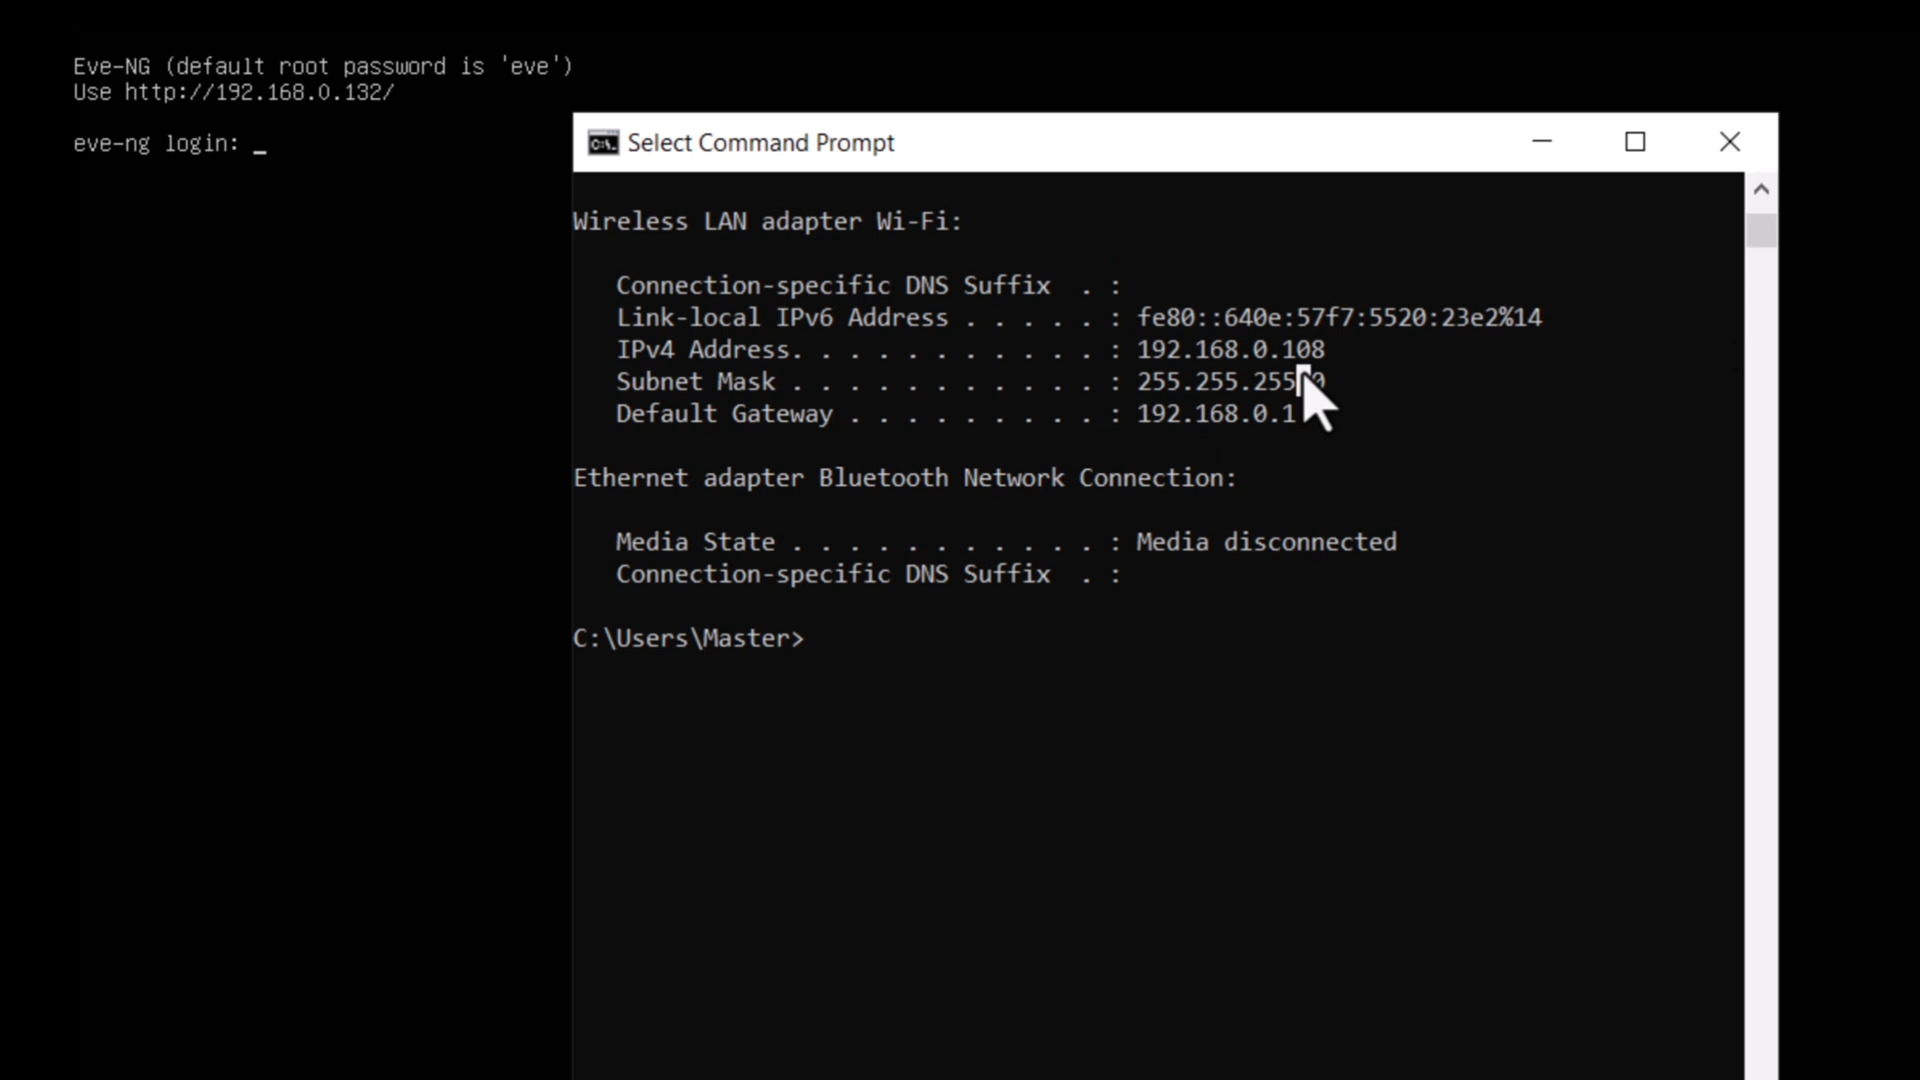 Eve-NG (default root password is 'eve')
Use http://192.168.0.132/
eve-ng login: _
Select Command Prompt
Wireless LAN adapter Wi-Fi:
Connection-specific DNS Suffix  . :
Link-local IPv6 Address . . . . . : fe80::640e:57f7:5520:23e2%14
IPv4 Address. . . . . . . . . . . : 192.168.0.108
Subnet Mask . . . . . . . . . . . : 255.255.255.0
Default Gateway . . . . . . . . . : 192.168.0.1
Ethernet adapter Bluetooth Network Connection:
Media State . . . . . . . . . . . : Media disconnected
Connection-specific DNS Suffix  . :
C:\Users\Master>